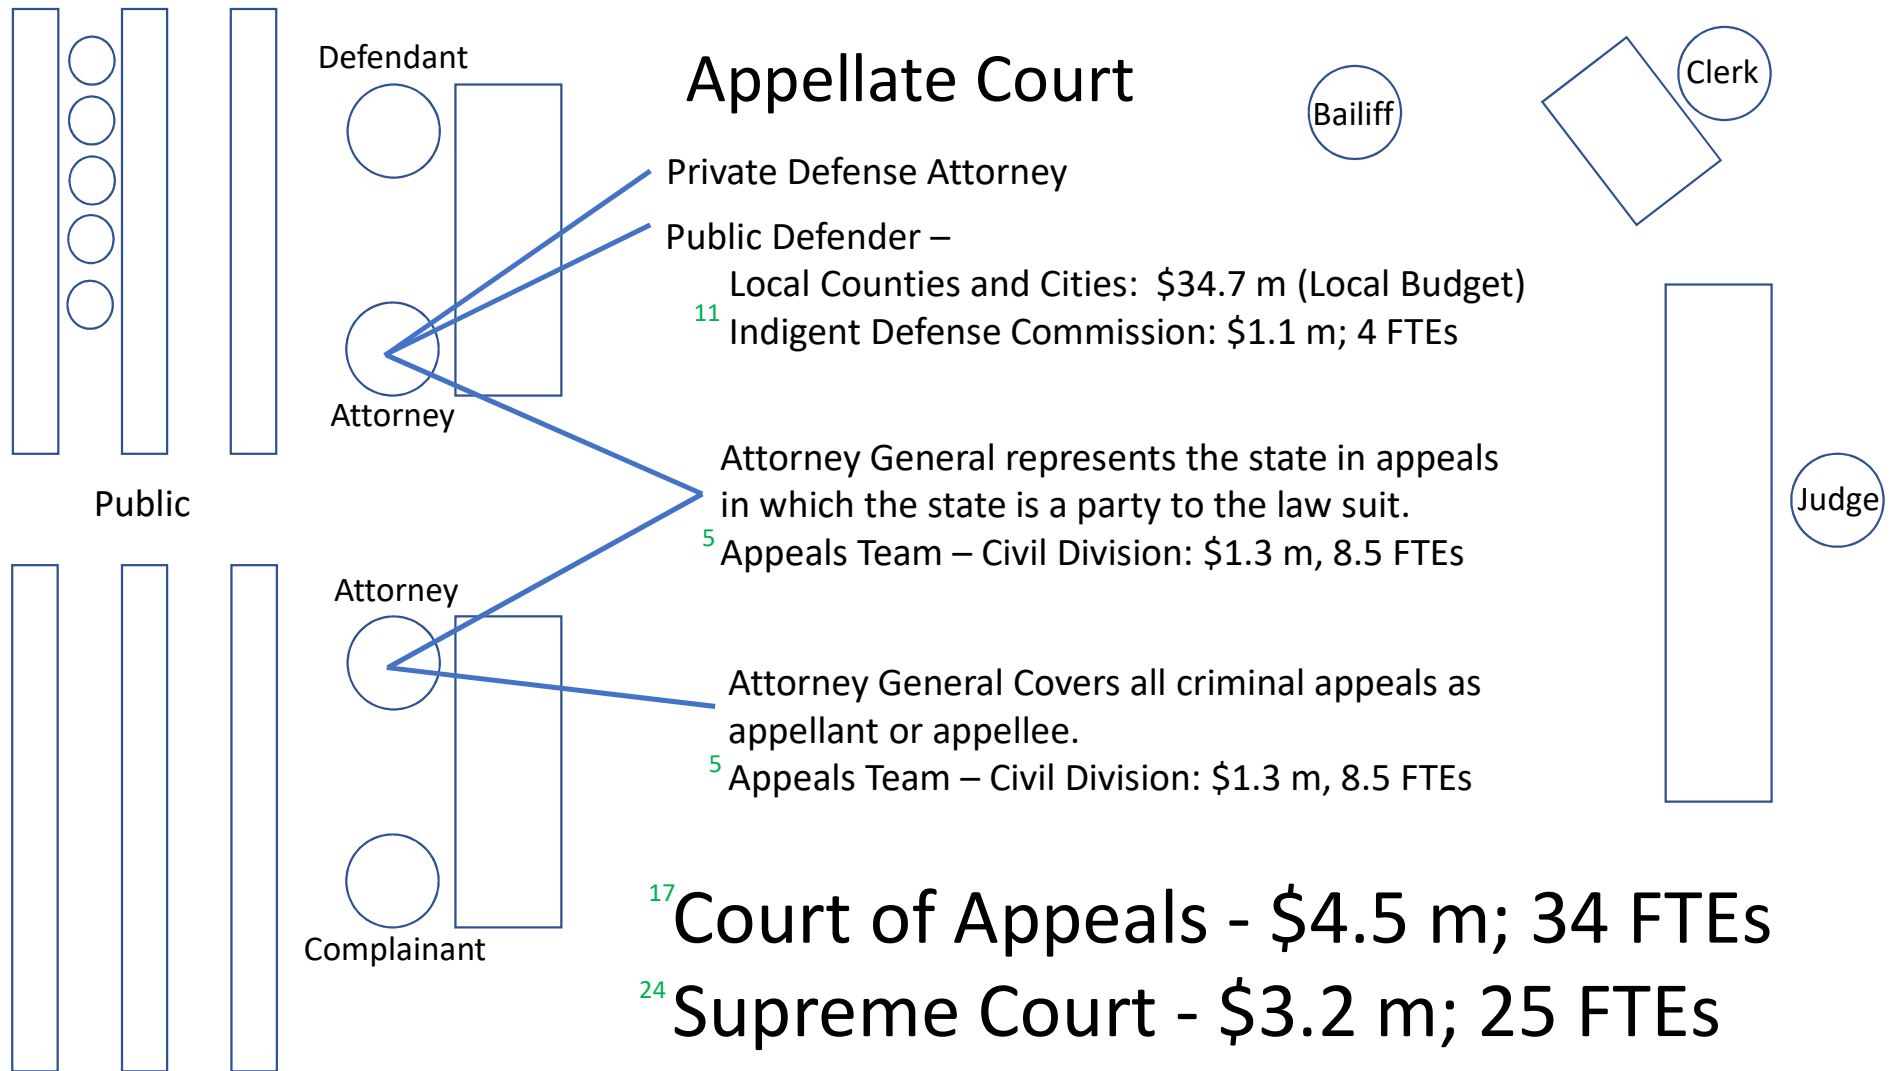 Defendant
Appellate Court
Clerk
Bailiff
Private Defense Attorney
Public Defender –
Local Counties and Cities:  $34.7 m (Local Budget)
11 Indigent Defense Commission: $1.1 m; 4 FTEs
Attorney
Attorney General represents the state in appeals
in which the state is a party to the law suit.
5 Appeals Team – Civil Division: $1.3 m, 8.5 FTEs
Public
Judge
Attorney
Attorney General Covers all criminal appeals as
appellant or appellee.
5 Appeals Team – Civil Division: $1.3 m, 8.5 FTEs
Complainant
17 Court of Appeals - $4.5 m; 34 FTEs
24 Supreme Court - $3.2 m; 25 FTEs